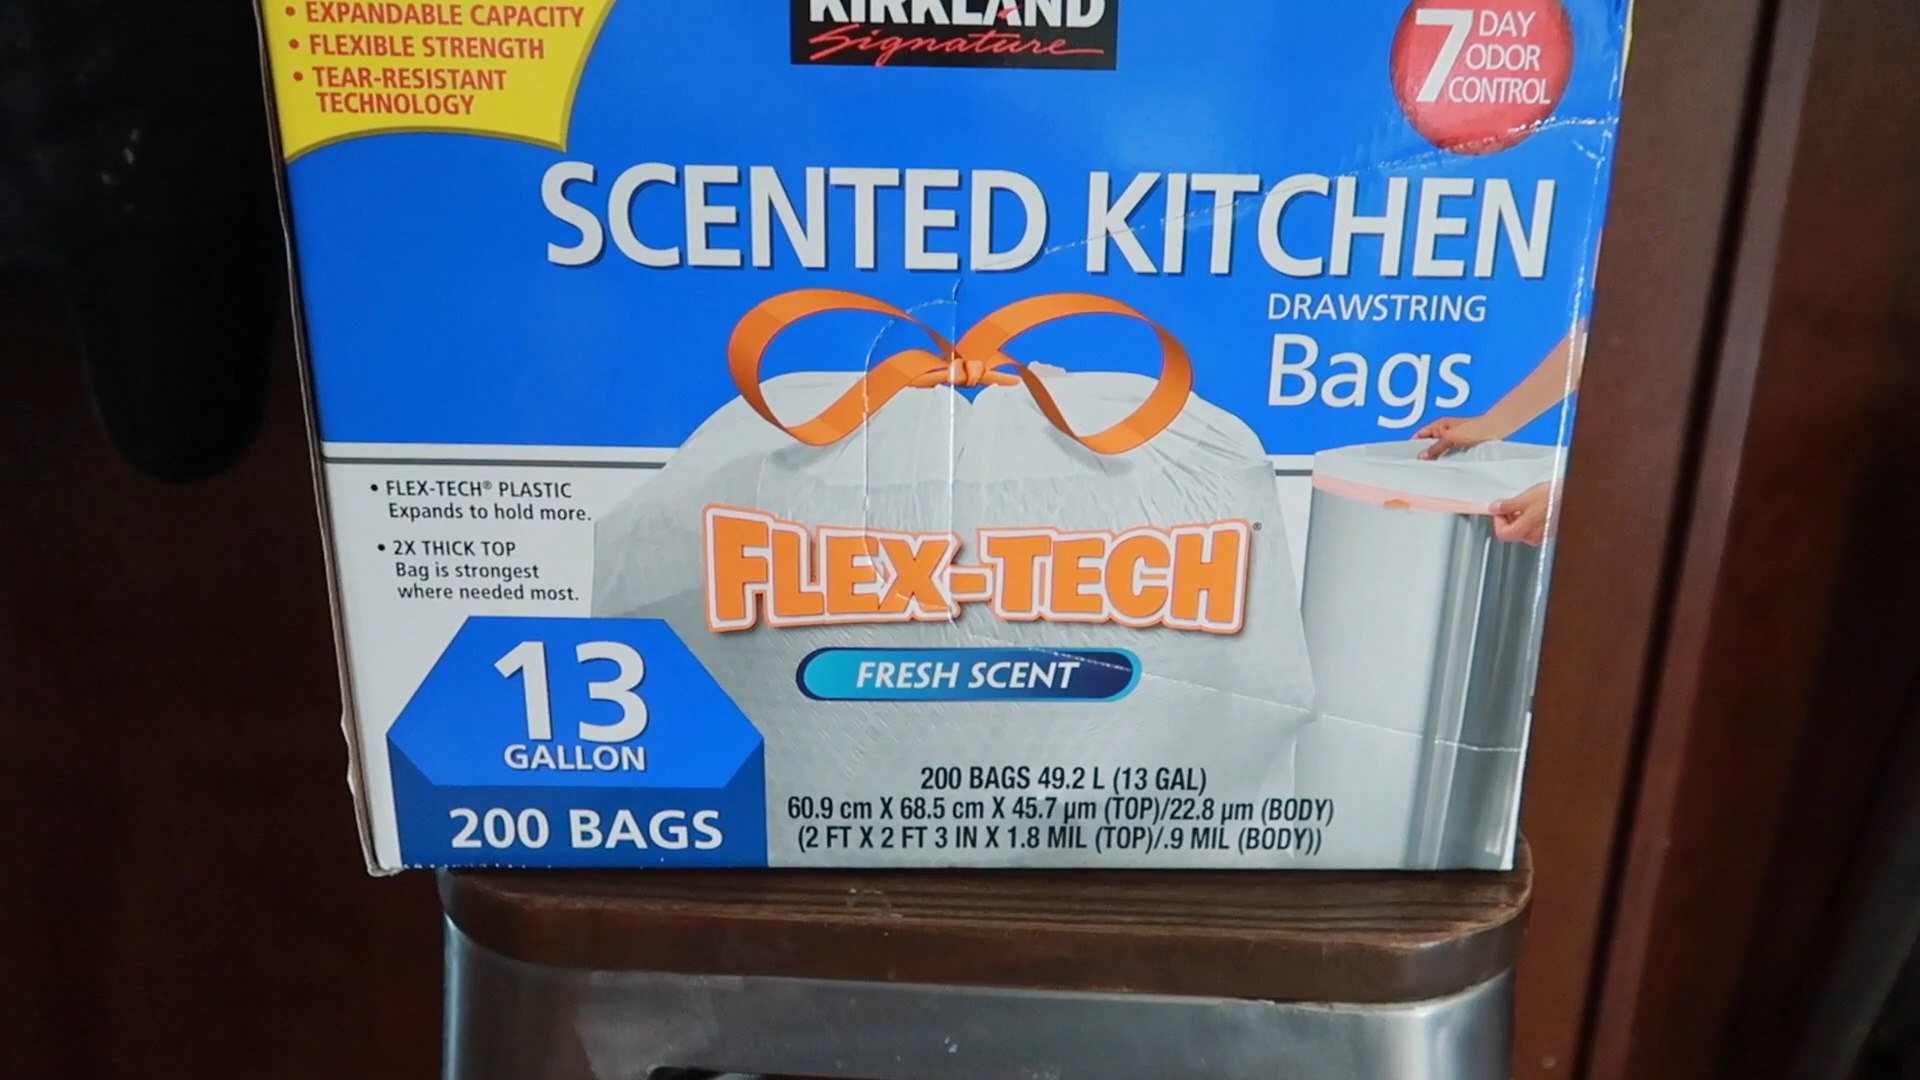 • EXPANDABLE CAPACITY
• FLEXIBLE STRENGTH
• TEAR-RESISTANT
TECHNOLOGY
KIRKLAND
Signature
7 DAY
ODOR
CONTROL
SCENTED KITCHEN
DRAWSTRING
Bags
• FLEX-TECH® PLASTIC
Expands to hold more.
• 2X THICK TOP
Bag is strongest
where needed most.
FLEX-TECH®
FRESH SCENT
13
GALLON
200 BAGS
200 BAGS 49.2 L (13 GAL)
60.9 cm X 68.5 cm X 45.7 µm (TOP)/22.8 µm (BODY)
(2 FT X 2 FT 3 IN X 1.8 MIL (TOP)/.9 MIL (BODY))